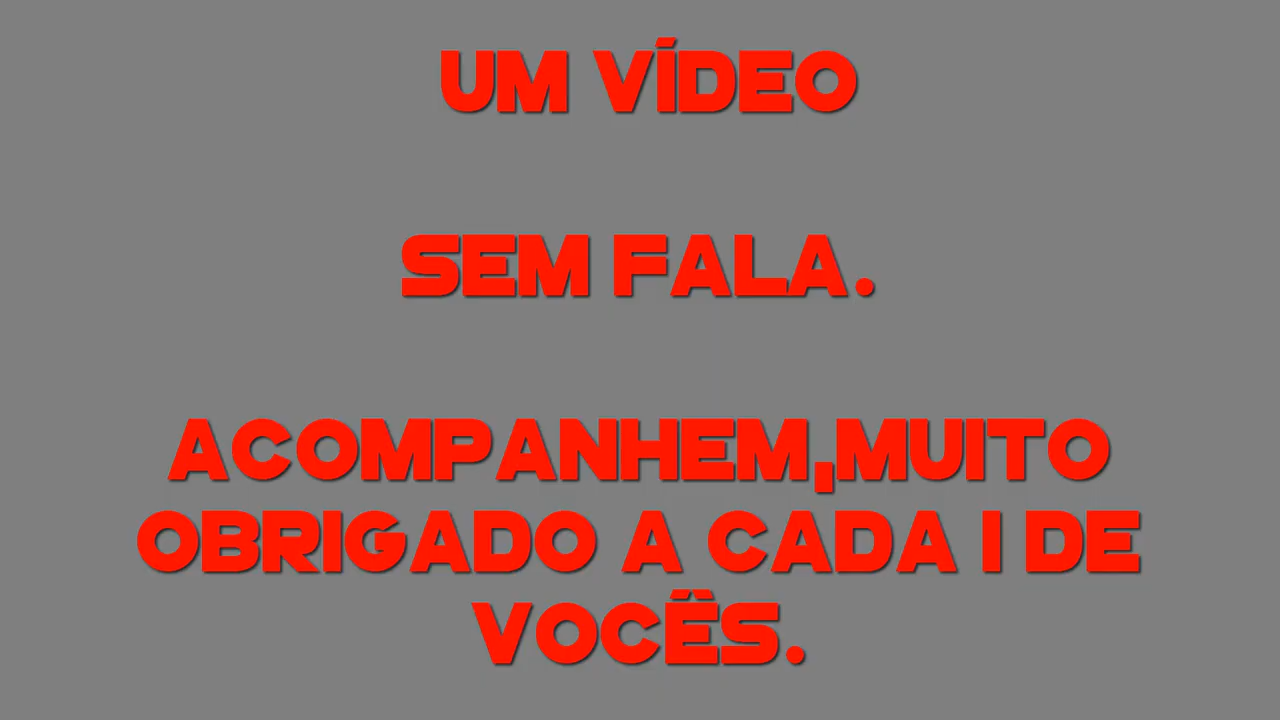 UM VÍDEO
SEM FALA.
ACOMPANHEM,MUITO
OBRIGADO A CADA 1 DE
VOCÊS.